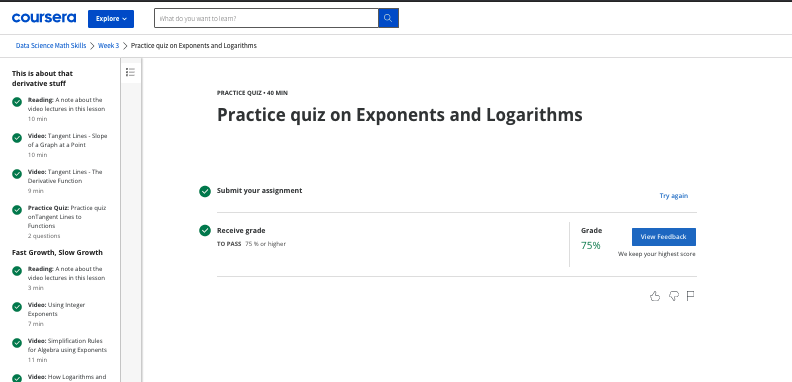 coursera
Explore
What do you want to learn?
Data Science Math Skills > Week 3 > Practice quiz on Exponents and Logarithms
This is about that
derivative stuff
Reading: A note about the
video lectures in this lesson
10 min
Video: Tangent Lines - Slope
of a Graph at a Point
10 min
Video: Tangent Lines - The
Derivative Function
9 min
Practice Quiz: Practice quiz
onTangent Lines to
Functions
2 questions
Fast Growth, Slow Growth
Reading: A note about the
video lectures in this lesson
3 min
Video: Using Integer
Exponents
7 min
Video: Simplification Rules
for Algebra using Exponents
11 min
Video: How Logarithms and
PRACTICE QUIZ • 40 MIN
Practice quiz on Exponents and Logarithms
Submit your assignment
Try again
Receive grade
TO PASS 75 % or higher
Grade
75%
View Feedback
We keep your highest score